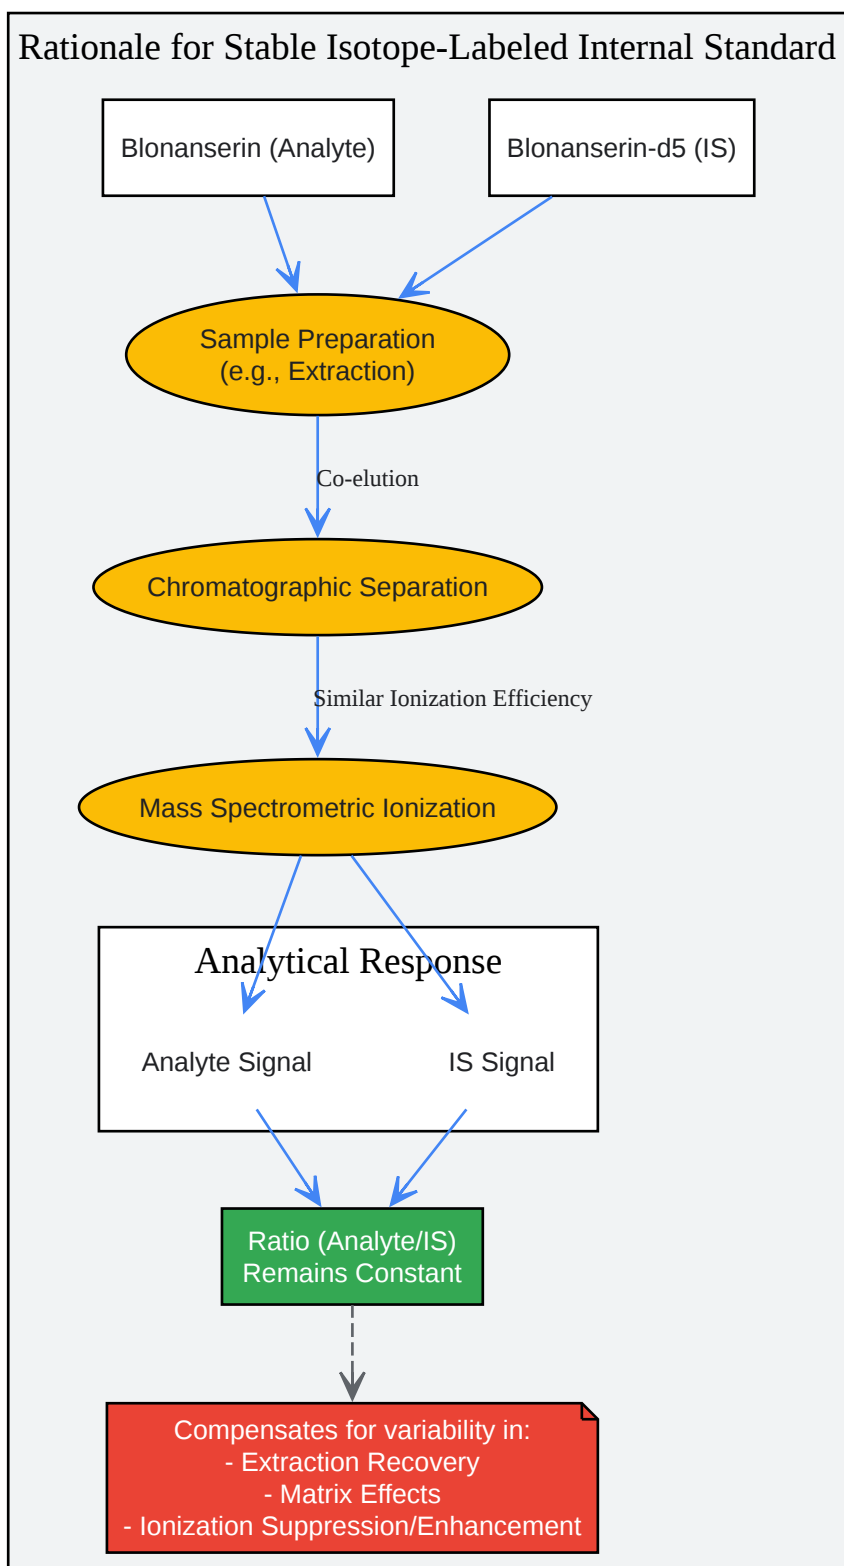 Rationale for Stable Isotope-Labeled Internal Standard
Blonanserin (Analyte)
Blonanserin-d5 (IS)
Sample Preparation
(e.g., Extraction)
Co-elution
Chromatographic Separation
Similar Ionization Efficiency
Mass Spectrometric Ionization
Analytical Response
Analyte Signal
IS Signal
Ratio (Analyte/IS)
Remains Constant
Compensates for variability in:
- Extraction Recovery
- Matrix Effects
- Ionization Suppression/Enhancement